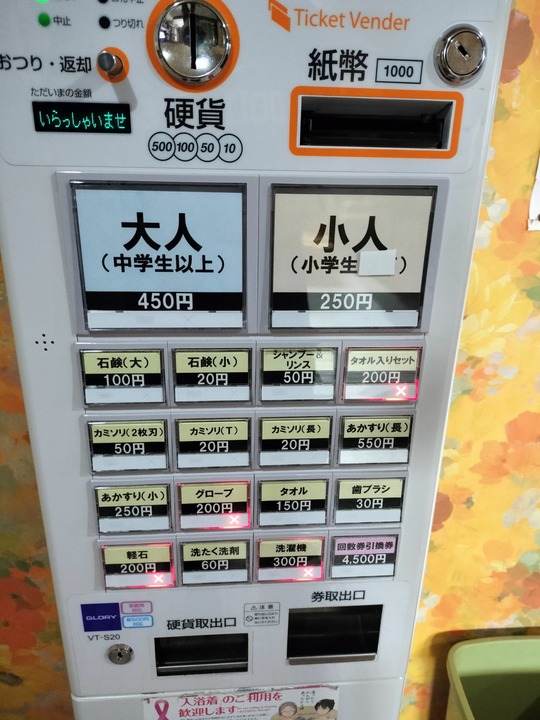 中止
つり切れ
Ticket Vender
おつり・返却
ただいまの金額
いらっしゃいませ
硬貨
500 100 50 10
紙幣 1000
大人
(中学生以上)
450円
小人
(小学生
250円
石鹸(大)
100円
石鹸(小)
20円
シャンプー&
リンス
50円
タオル入りセット
200円
カミソリ(2枚刃)
50円
カミソリ(T)
20円
カミソリ(長)
20円
あかすり(長)
550円
あかすり(小)
250円
グローブ
200円
タオル
150円
歯ブラシ
30円
軽石
200円
洗たく洗剤
60円
洗濯機
300円
回数券引換券
4,500円
GLORY
VT-S20
硬貨取出口
注意
券取出口
入浴着のご利用を
歓迎します